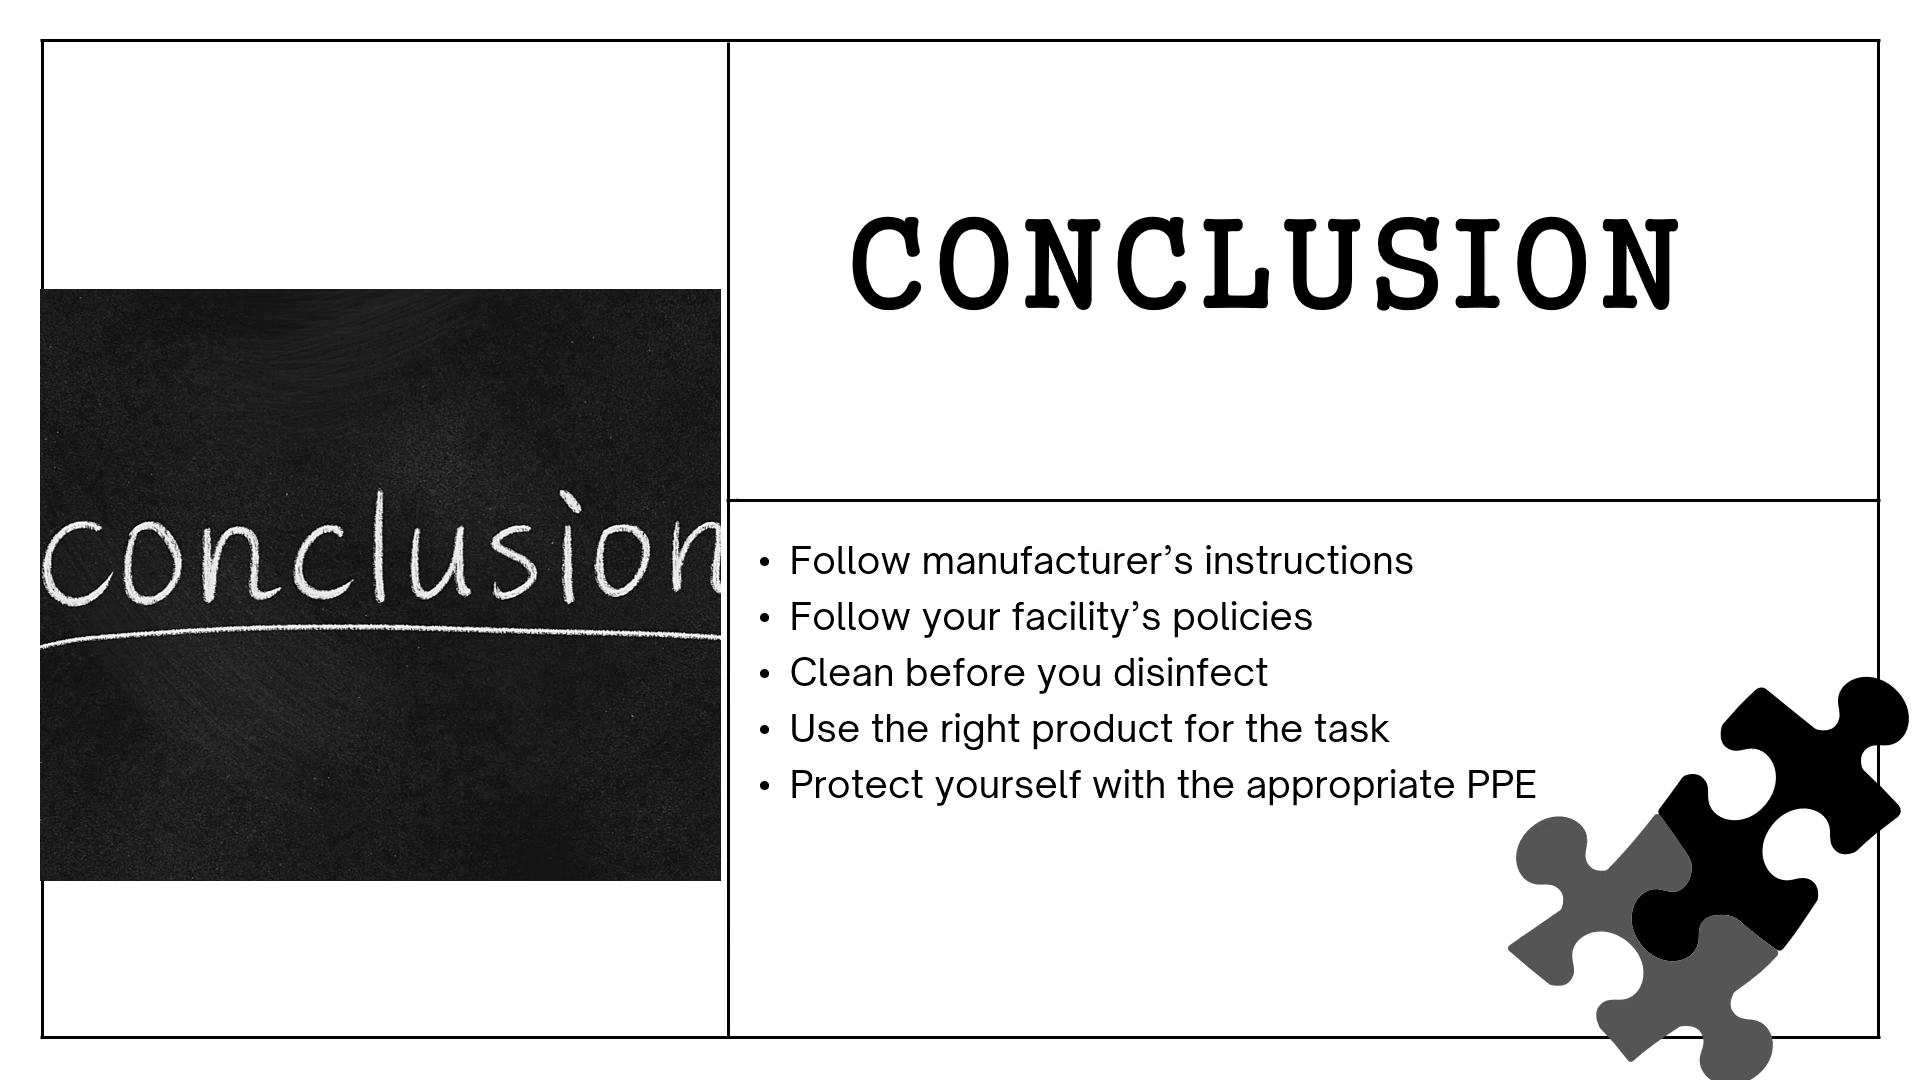 conclusion
CONCLUSION
• Follow manufacturer’s instructions
• Follow your facility’s policies
• Clean before you disinfect
• Use the right product for the task
• Protect yourself with the appropriate PPE